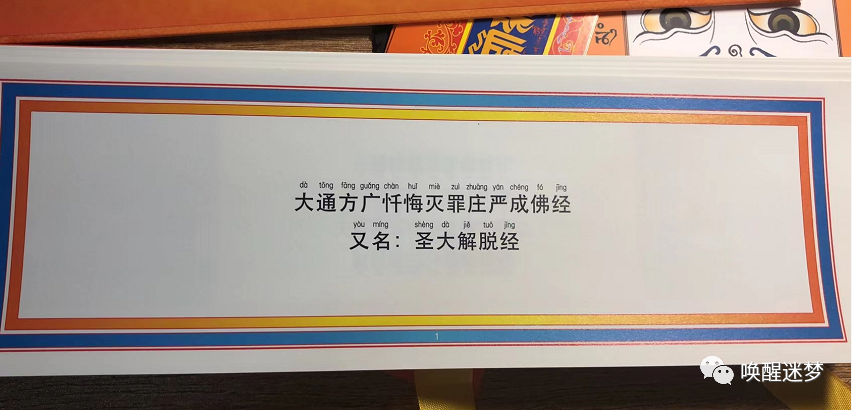 dà tōng fāng guǎng chàn huǐ miè zuì zhuāng yán chéng fó jīng
大通方广忏悔灭罪庄严成佛经
yòu míng shèng dà jiě tuō jīng
又名：圣大解脱经
1
唤醒迷梦